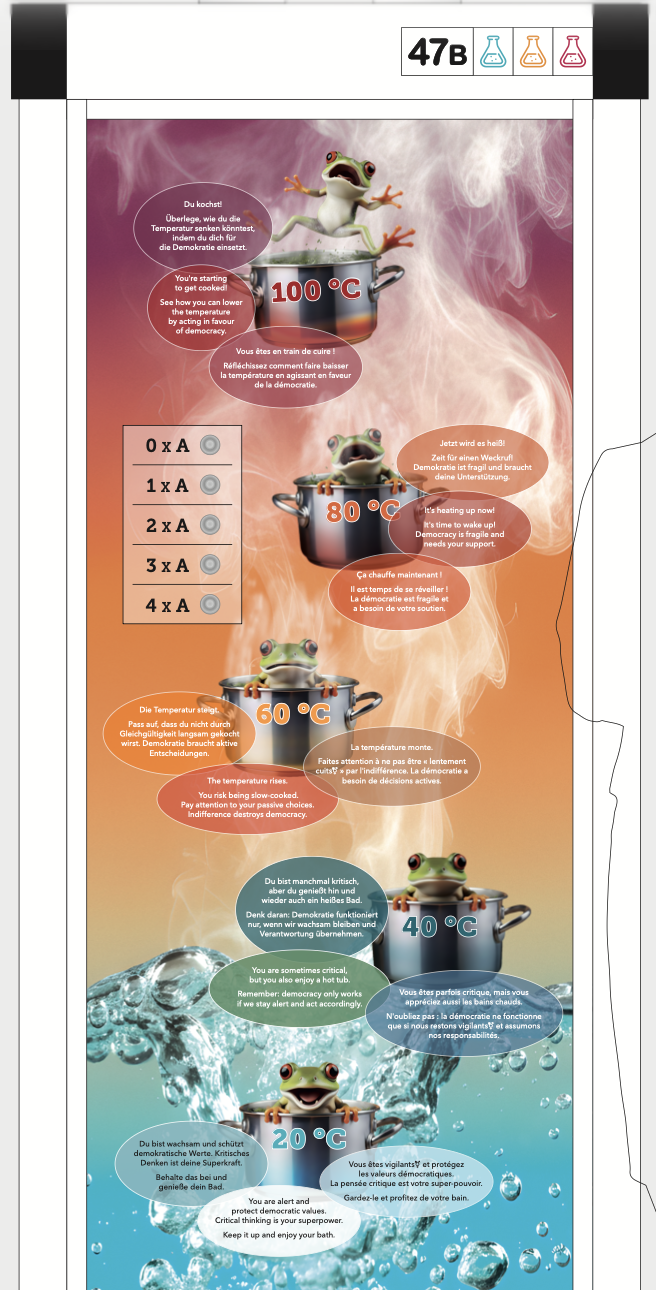 47B
Du kochst!
Überlege, wie du die
Temperatur senken könntest,
indem du dich für
die Demokratie einsetzt.
100 °C
You're starting
to get cooked!
See how you can lower
the temperature
by acting in favour
of democracy.
Vous êtes en train de cuire !
Réfléchissez comment faire baisser
la température en agissant en faveur
de la démocratie.
0 x A
1 x A
2 x A
3 x A
4 x A
80 °C
Jetzt wird es heiß!
Zeit für einen Weckruf!
Demokratie ist fragil und braucht
deine Unterstützung.
It's heating up now!
It's time to wake up!
Democracy is fragile and
needs your support.
Ça chauffe maintenant !
Il est temps de se réveiller !
La démocratie est fragile et
a besoin de votre soutien.
60 °C
Die Temperatur steigt.
Pass auf, dass du nicht durch
Gleichgültigkeit langsam gekocht
wirst. Demokratie braucht aktive
Entscheidungen.
La température monte.
Faites attention à ne pas être « lentement
cuits⚧ » par l'indifférence. La démocratie a
besoin de décisions actives.
The temperature rises.
You risk being slow-cooked.
Pay attention to your passive choices.
Indifference destroys democracy.
40 °C
Du bist manchmal kritisch,
aber du genießt hin und
wieder auch ein heißes Bad.
Denk daran: Demokratie funktioniert
nur, wenn wir wachsam bleiben und
Verantwortung übernehmen.
You are sometimes critical,
but you also enjoy a hot tub.
Remember: democracy only works
if we stay alert and act accordingly.
Vous êtes parfois critique, mais vous
appréciez aussi les bains chauds.
N'oubliez pas : la démocratie ne fonctionne
que si nous restons vigilants⚧ et assumons
nos responsabilités.
20 °C
Du bist wachsam und schützt
demokratische Werte. Kritisches
Denken ist deine Superkraft.
Behalte das bei und
genieße dein Bad.
Vous êtes vigilants⚧ et protégez
les valeurs démocratiques.
La pensée critique est votre super-pouvoir.
Gardez-le et profitez de votre bain.
You are alert and
protect democratic values.
Critical thinking is your superpower.
Keep it up and enjoy your bath.